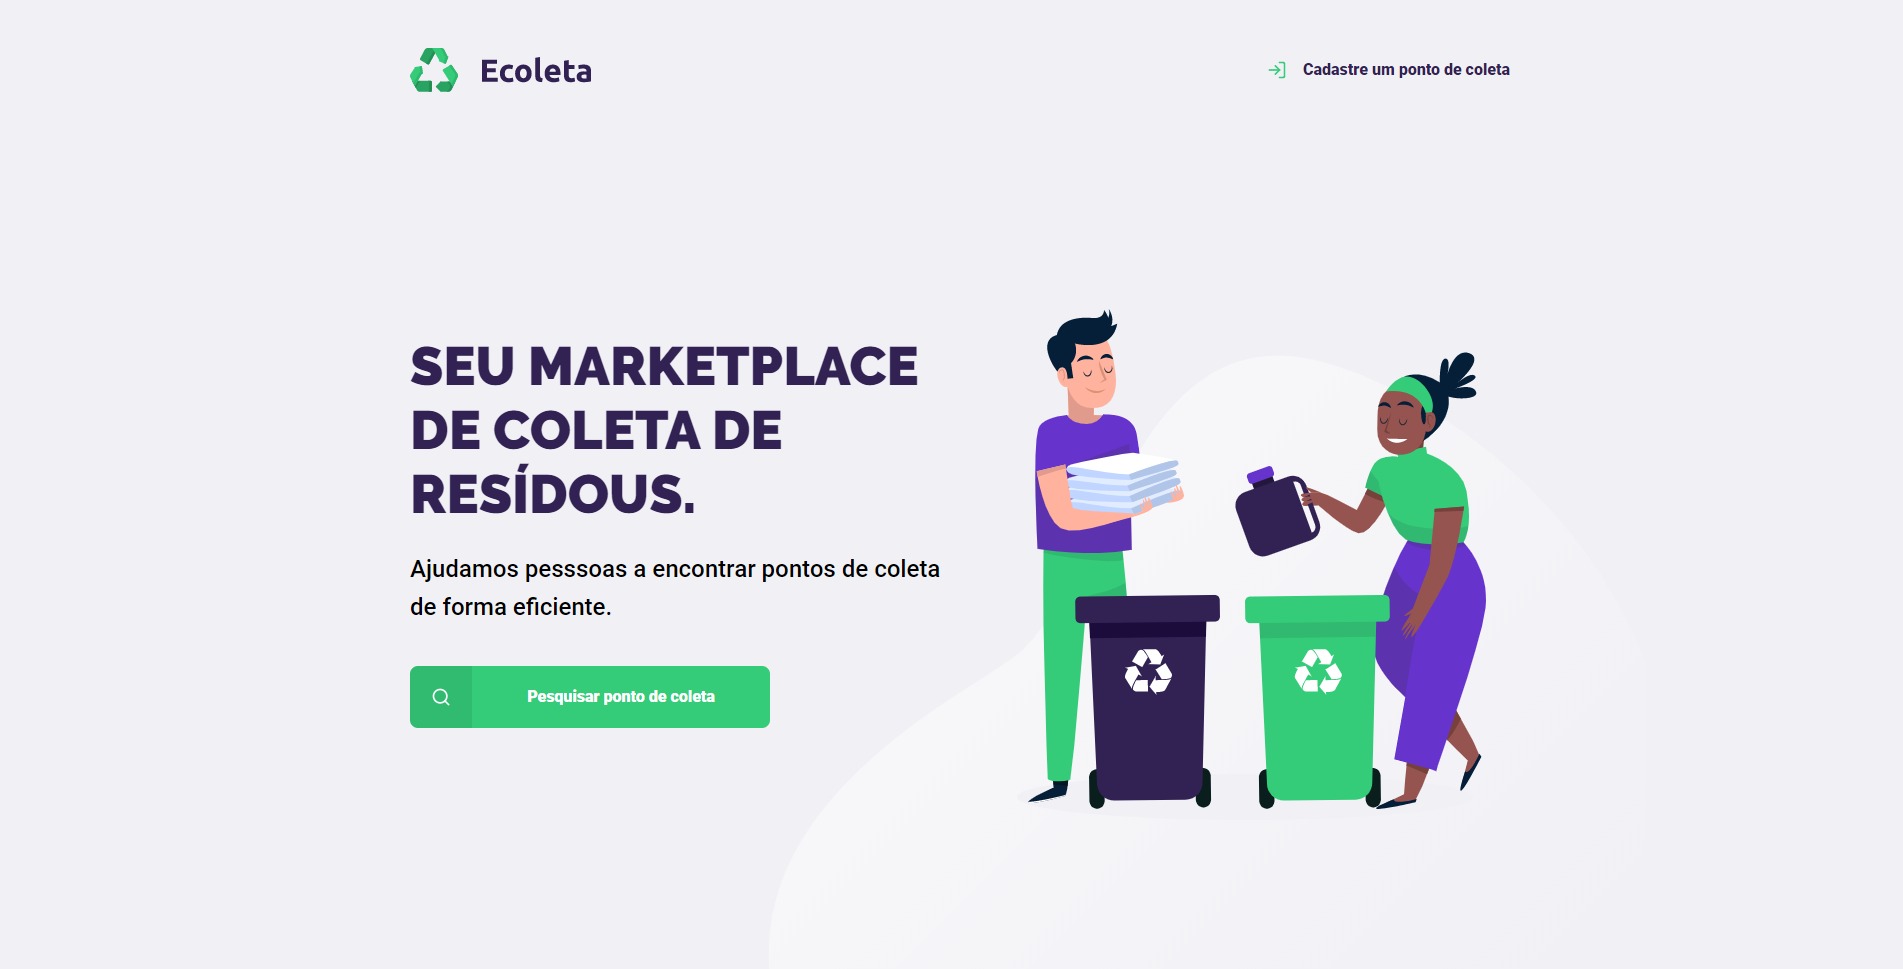 Ecoleta
Cadastre um ponto de coleta
SEU MARKETPLACE
DE COLETA DE
RESÍDOUS.
Ajudamos pesssoas a encontrar pontos de coleta
de forma eficiente.
Pesquisar ponto de coleta